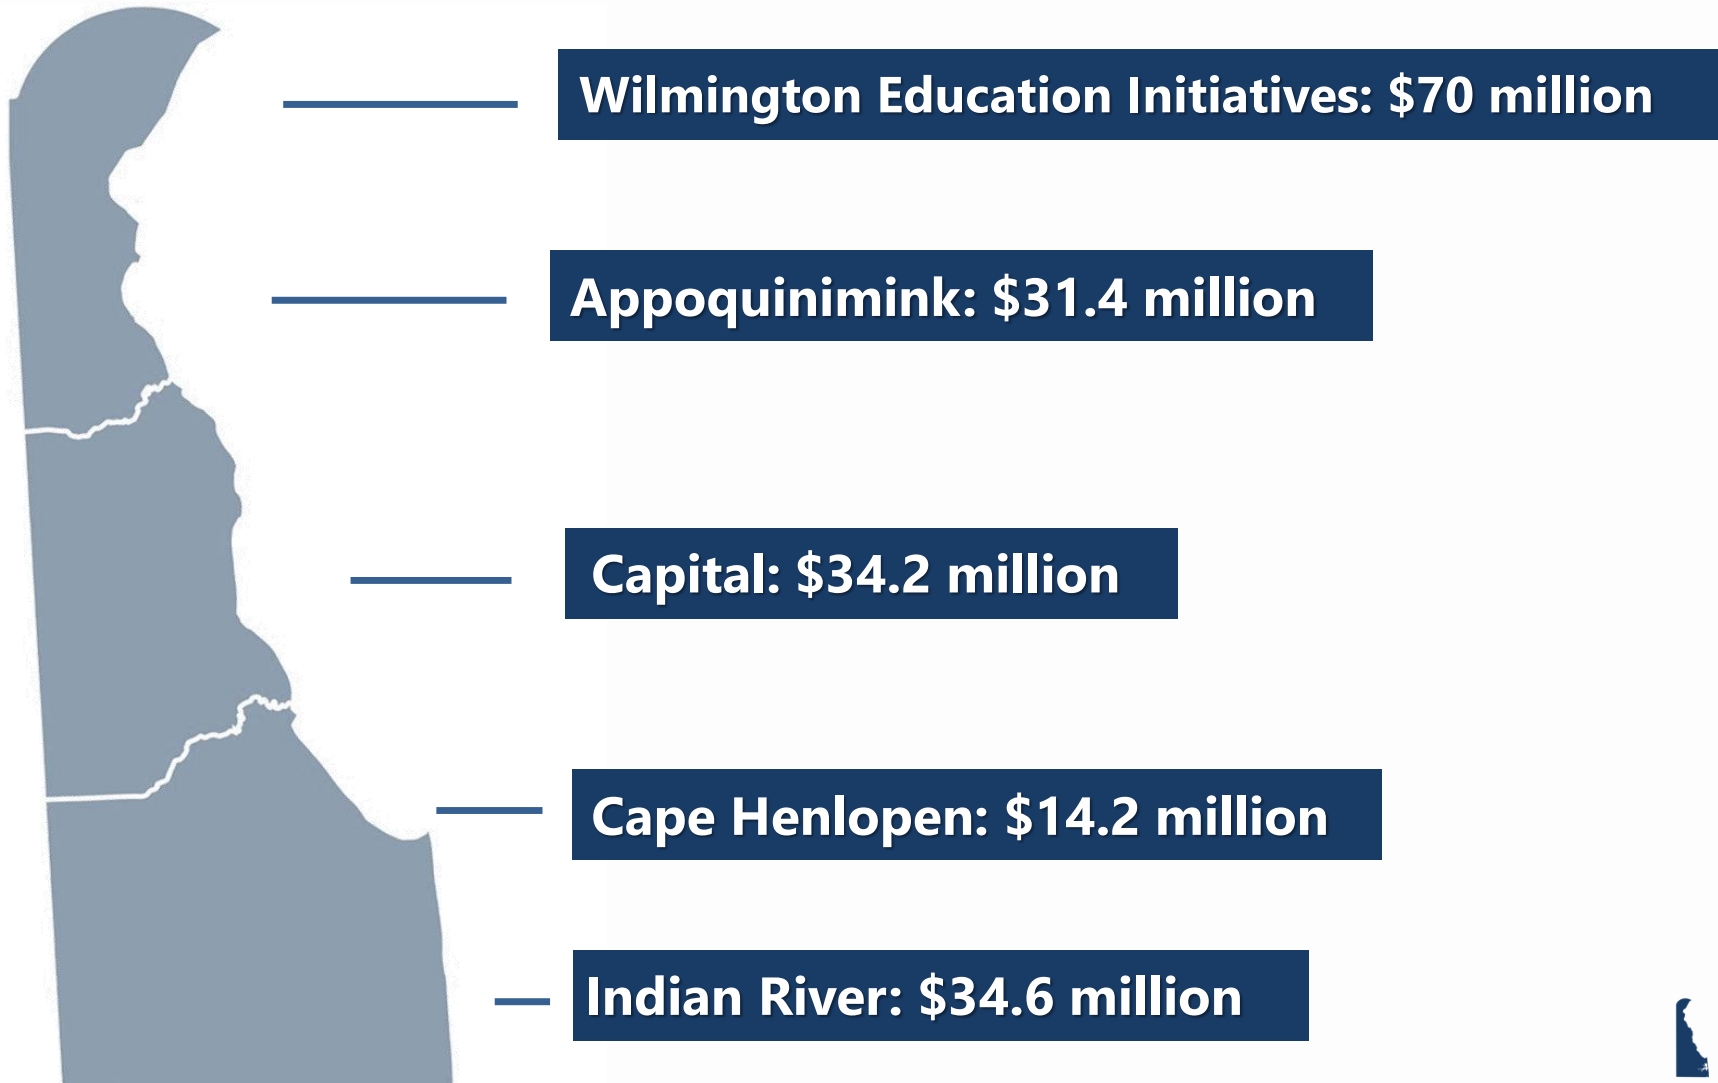 Wilmington Education Initiatives: $70 million
Appoquinimink: $31.4 million
Capital: $34.2 million
Cape Henlopen: $14.2 million
Indian River: $34.6 million